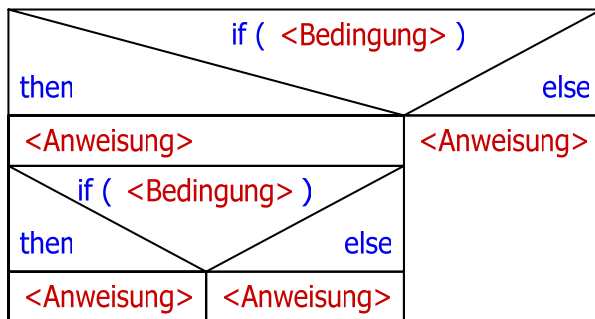 if ( <Bedingung> )
then else
<Anweisung> <Anweisung>
if ( <Bedingung> )
then else
<Anweisung> <Anweisung>